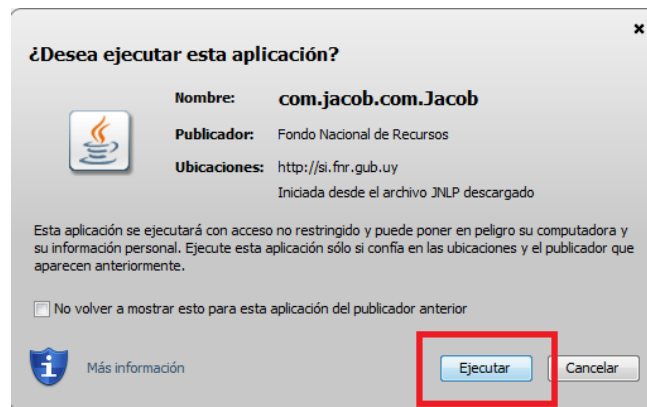 ¿Desea ejecutar esta aplicación?
Nombre: com.jacob.com.Jacob
Publicador: Fondo Nacional de Recursos
Ubicaciones: http://si.fnr.gub.uy
Iniciada desde el archivo JNLP descargado
Esta aplicación se ejecutará con acceso no restringido y puede poner en peligro su computadora y
su información personal. Ejecute esta aplicación sólo si confía en las ubicaciones y el publicador que
aparecen anteriormente.
No volver a mostrar esto para esta aplicación del publicador anterior
Más información
Ejecutar
Cancelar